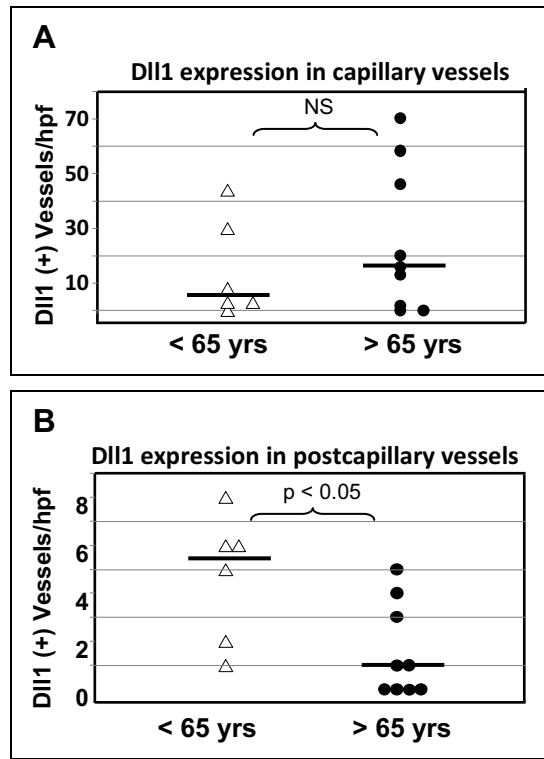 A
Dll1 expression in capillary vessels
NS
70
50
30
10
Dll1 (+) Vessels/hpf
< 65 yrs > 65 yrs
B
Dll1 expression in postcapillary vessels
p < 0.05
8
6
4
2
0
Dll1 (+) Vessels/hpf
< 65 yrs > 65 yrs